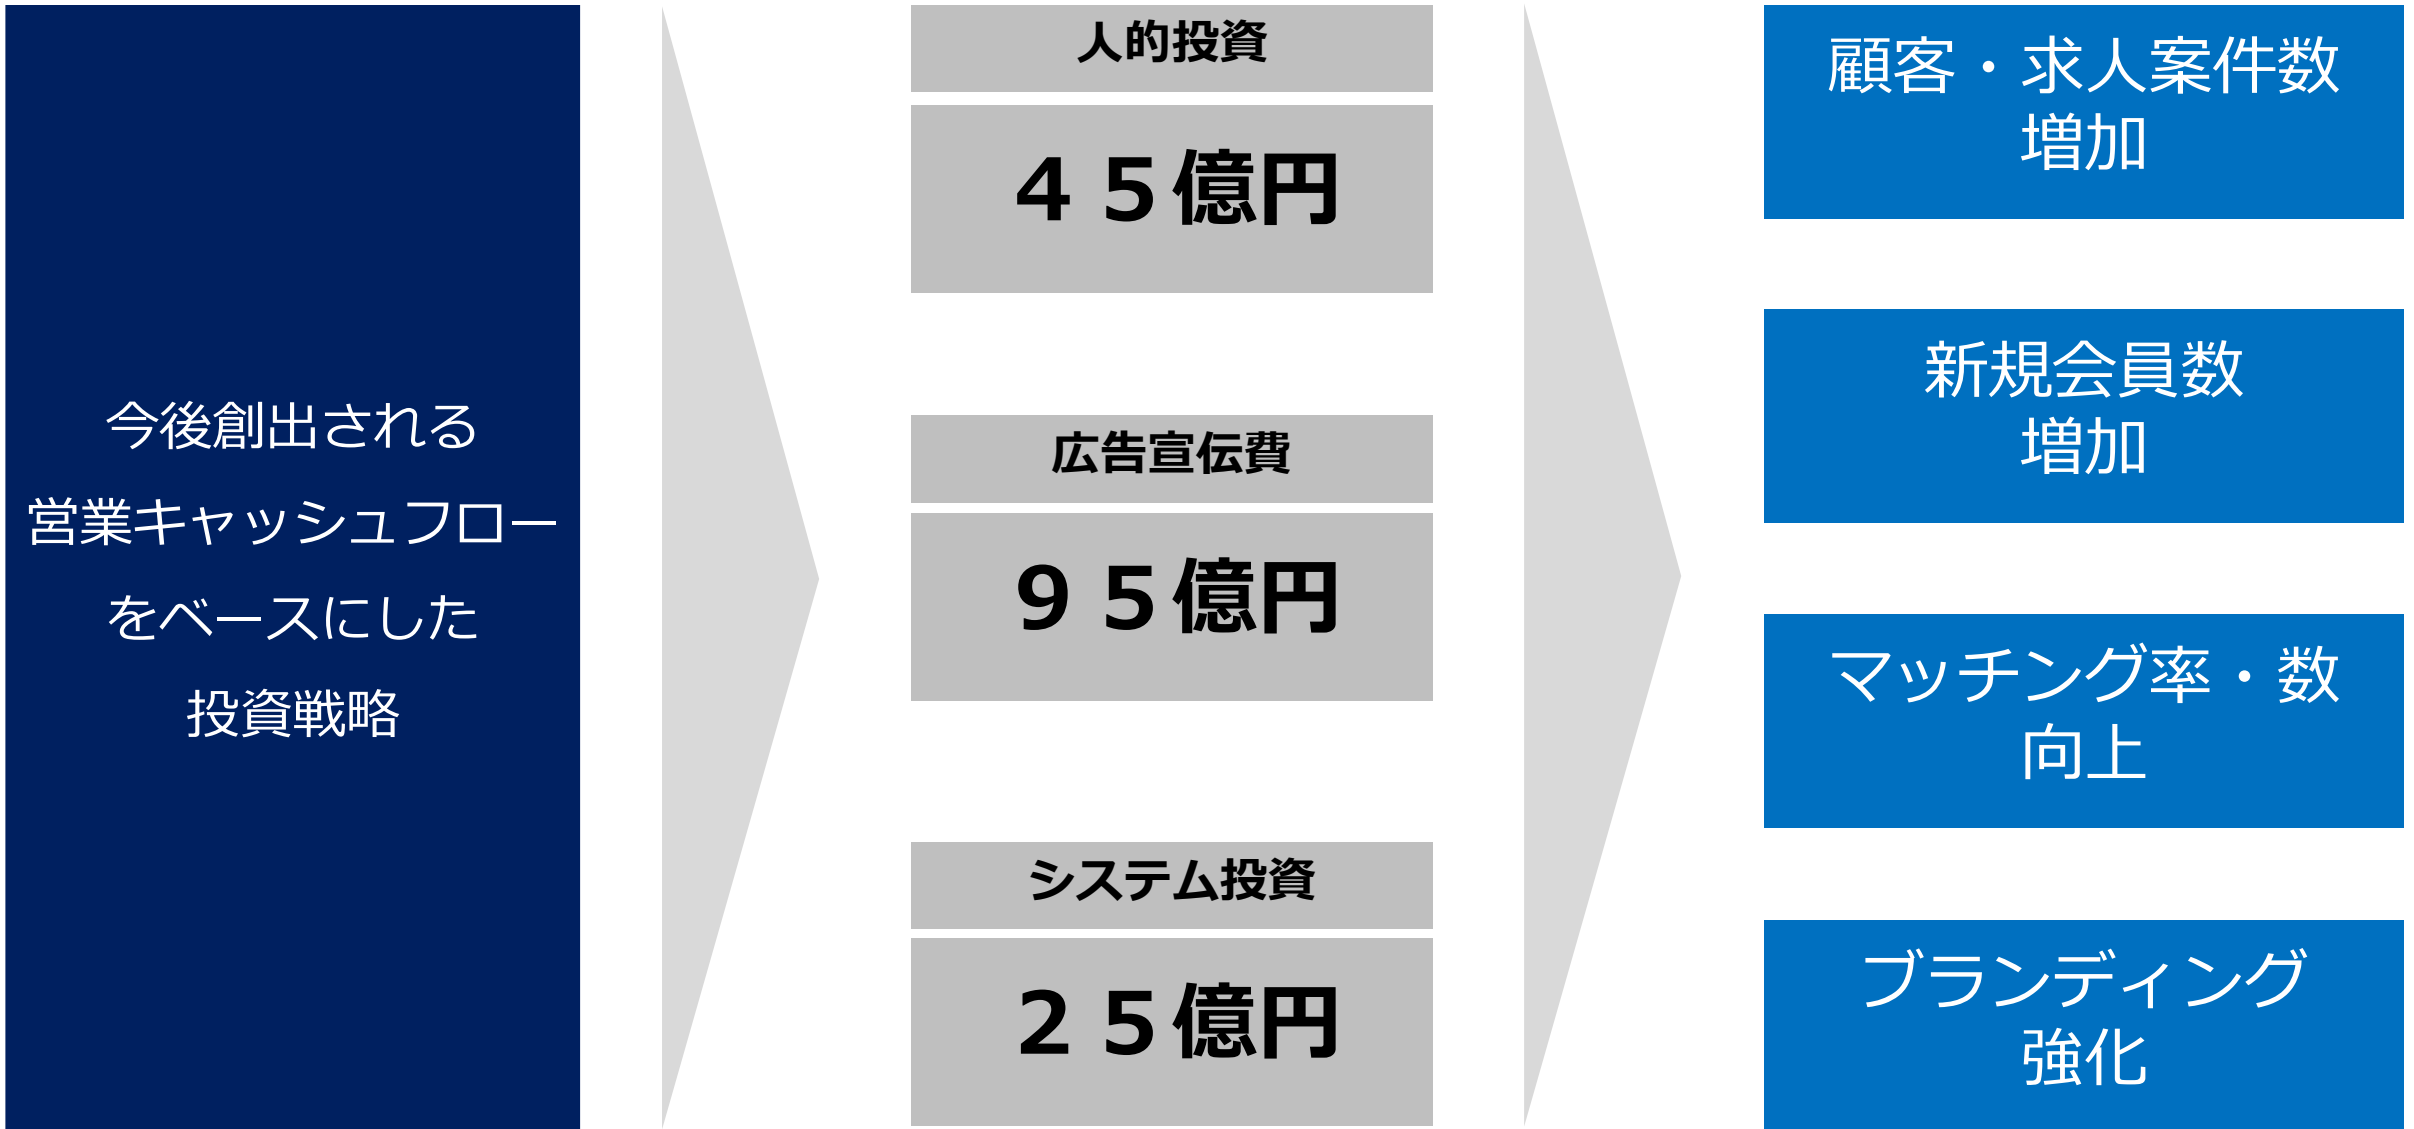 今後創出される
営業キャッシュフロー
をベースにした
投資戦略
人的投資
４５億円
広告宣伝費
９５億円
システム投資
２５億円
顧客・求人案件数
増加
新規会員数
増加
マッチング率・数
向上
ブランディング
強化